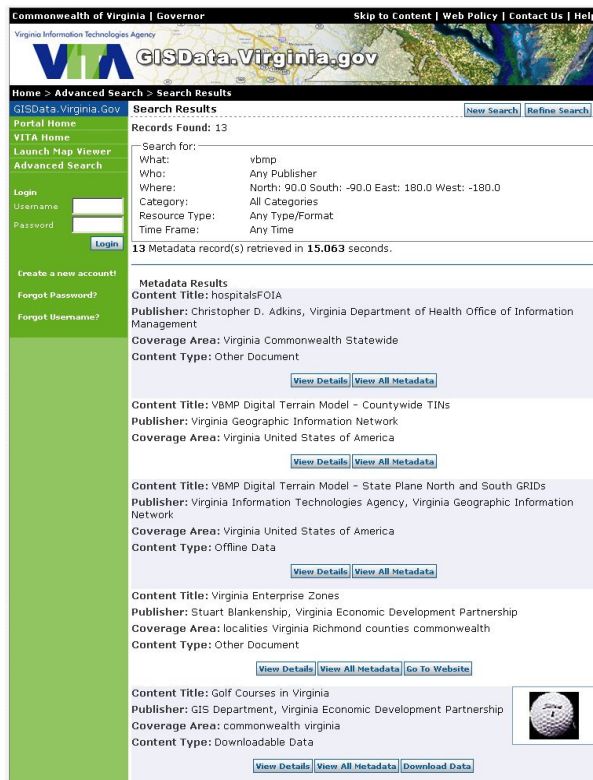 Commonwealth of Virginia | Governor
Skip to Content | Web Policy | Contact Us | Help
Virginia Information Technologies Agency
VITA
GISData.Virginia.gov
Home > Advanced Search > Search Results
GISData.Virginia.Gov
Portal Home
VITA Home
Launch Map Viewer
Advanced Search
Login
Username
Password
Login
Create a new account!
Forgot Password?
Forgot Username?
Search Results
New Search
Refine Search
Records Found: 13
Search for:
What: vbmp
Who: Any Publisher
Where: North: 90.0 South: -90.0 East: 180.0 West: -180.0
Category: All Categories
Resource Type: Any Type/Format
Time Frame: Any Time
13 Metadata record(s) retrieved in 15.063 seconds.
Metadata Results
Content Title: hospitalsFOIA
Publisher: Christopher D. Adkins, Virginia Department of Health Office of Information
Management
Coverage Area: Virginia Commonwealth Statewide
Content Type: Other Document
View Details View All Metadata
Content Title: VBMP Digital Terrain Model - Countywide TINs
Publisher: Virginia Geographic Information Network
Coverage Area: Virginia United States of America
View Details View All Metadata
Content Title: VBMP Digital Terrain Model - State Plane North and South GRIDs
Publisher: Virginia Information Technologies Agency, Virginia Geographic Information
Network
Coverage Area: Virginia United States of America
Content Type: Offline Data
View Details View All Metadata
Content Title: Virginia Enterprise Zones
Publisher: Stuart Blankenship, Virginia Economic Development Partnership
Coverage Area: localities Virginia Richmond counties commonwealth
Content Type: Other Document
View Details View All Metadata Go To Website
Content Title: Golf Courses in Virginia
Publisher: GIS Department, Virginia Economic Development Partnership
Coverage Area: commonwealth virginia
Content Type: Downloadable Data
View Details View All Metadata Download Data